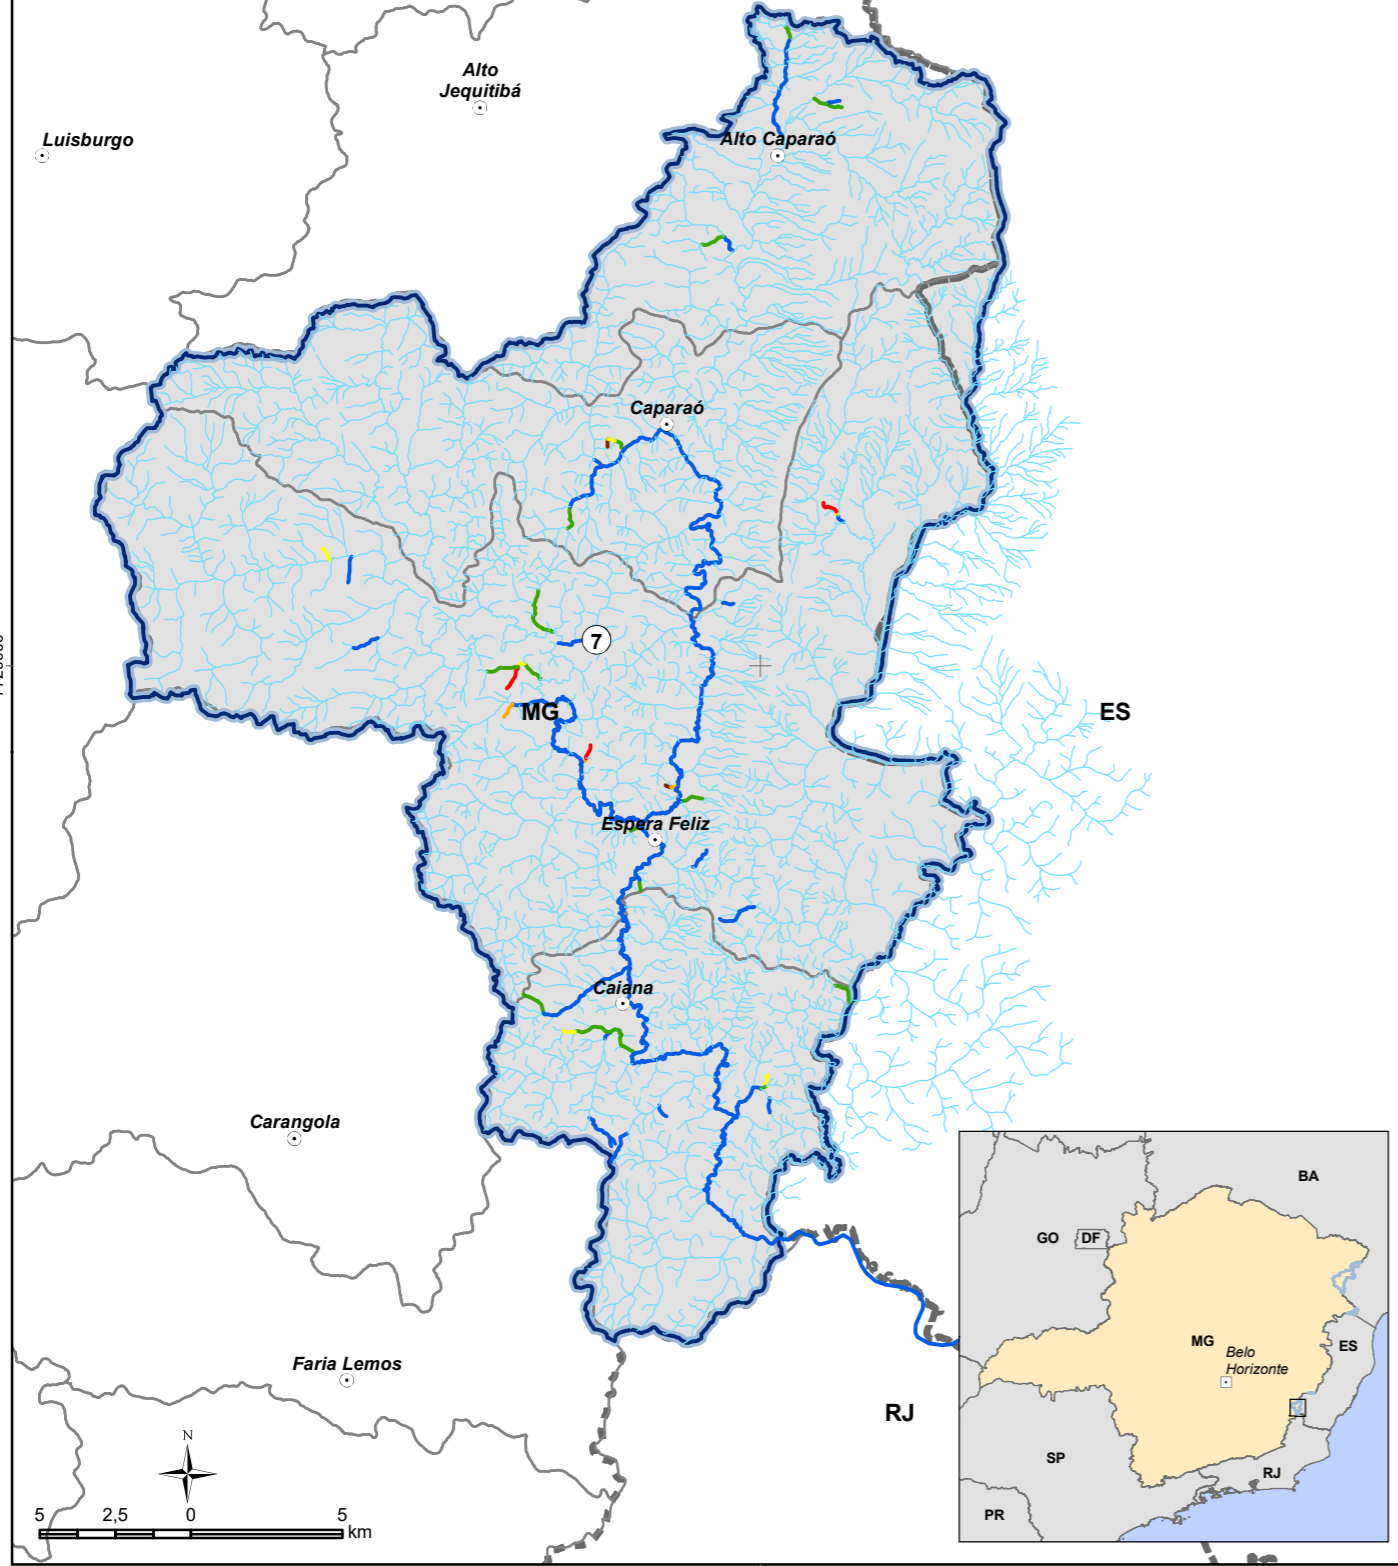 Alto
Jequitibá
Luisburgo
Alto Caparaó
Caparaó
7
MG
ES
Espera Feliz
Caiana
Carangola
BA
GO
DF
MG
Belo
Horizonte
ES
Faria Lemos
RJ
SP
RJ
PR
N
5 2,5 0 5
km